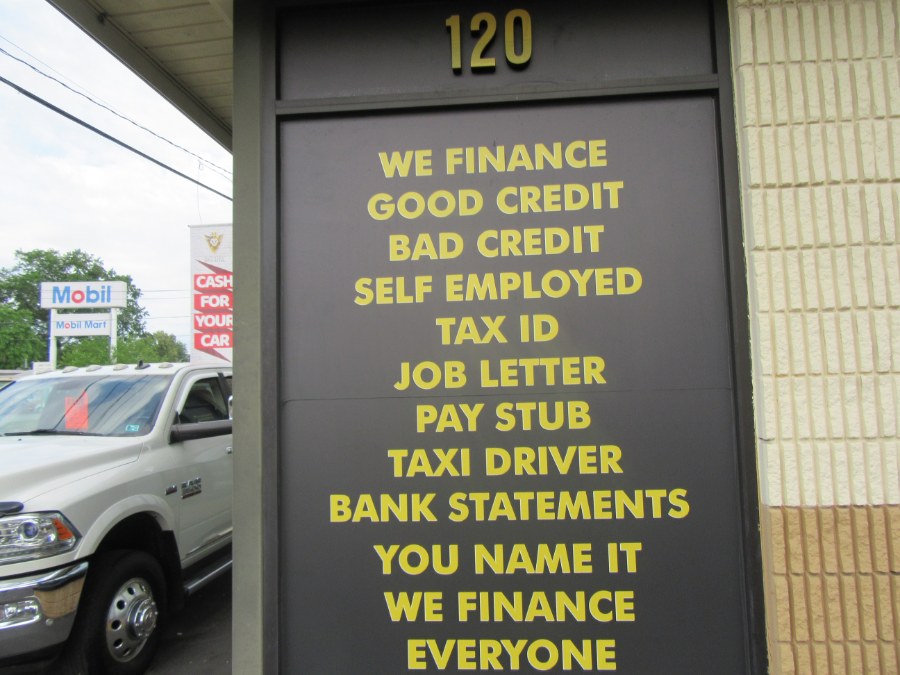 120
WE FINANCE
GOOD CREDIT
BAD CREDIT
SELF EMPLOYED
TAX ID
JOB LETTER
PAY STUB
TAXI DRIVER
BANK STATEMENTS
YOU NAME IT
WE FINANCE
EVERYONE
Mobil
Mobil Mart
CASH
FOR
YOUR
CAR